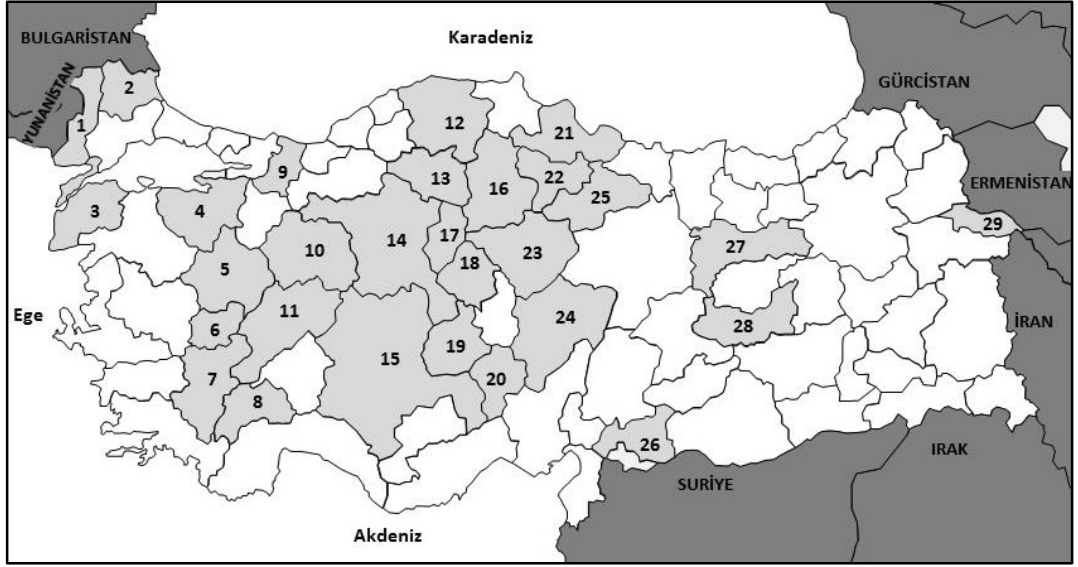 BULGARİSTAN
Karadeniz
YUNANİSTAN
GÜRCİSTAN
2
1
12
21
9
13
16
22
25
ERMENİSTAN
3
4
29
17
14
10
27
23
18
5
11
24
Ege
6
19
28
İRAN
15
7
20
8
26
IRAK
SURİYE
Akdeniz